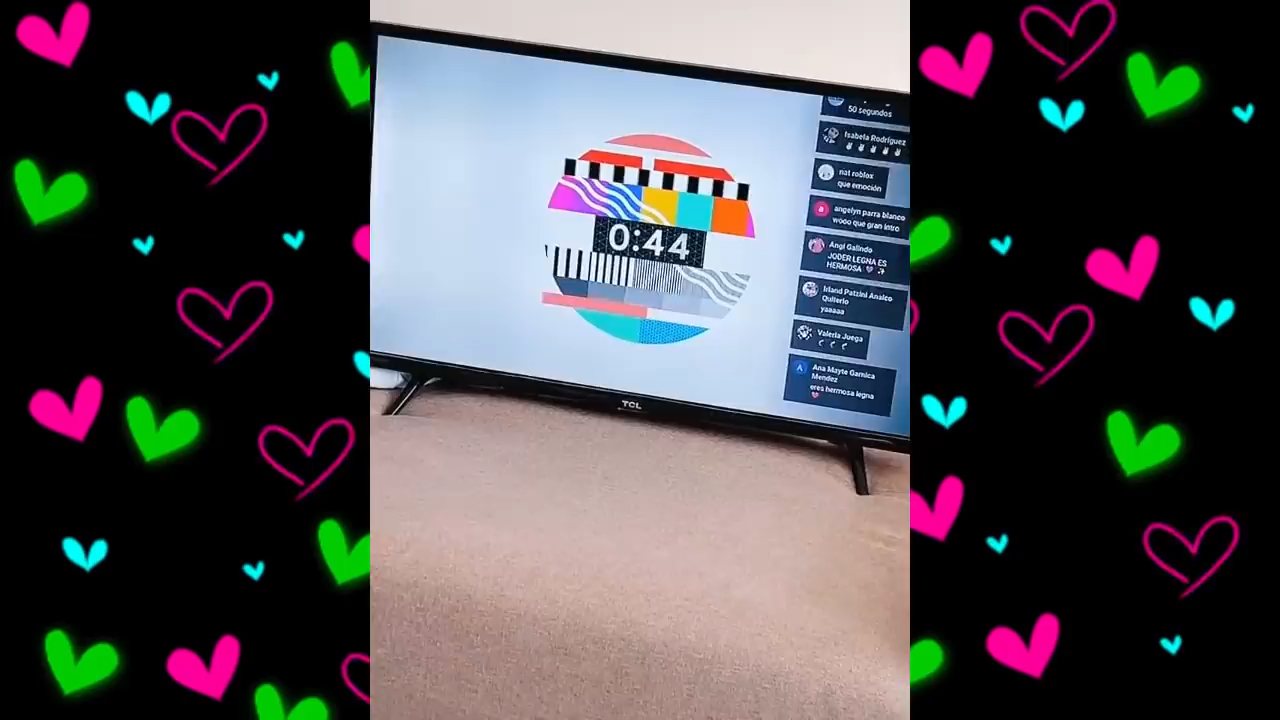 0:44
50 segundos
Isabela Rodríguez
nat roblox
que emoción
angelyn parra blanco
wooo que gran intro
Angi Galindo
JODER LEGNA ES
HERMOSA
Irland Patzini Analco
Quiterio
yaaaaa
Valeria Juega
A
Ana Mayte Garnica
Mendez
eres hermosa legna
TCL